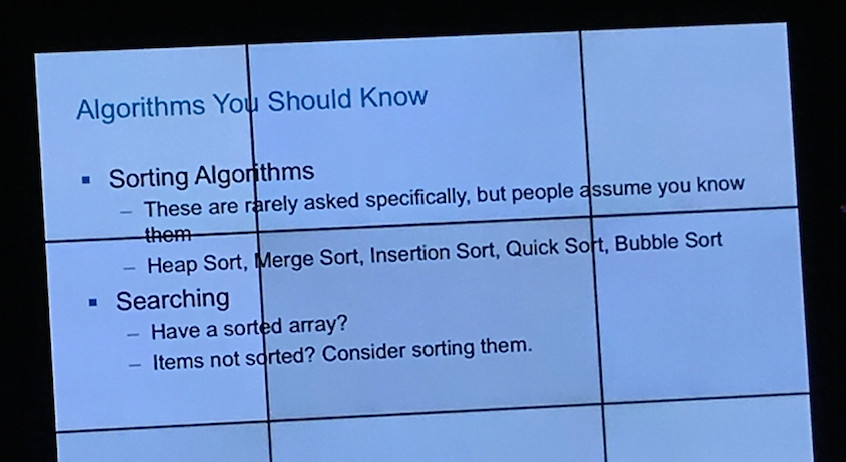 Algorithms You Should Know
▪ Sorting Algorithms
– These are rarely asked specifically, but people assume you know
them
– Heap Sort, Merge Sort, Insertion Sort, Quick Sort, Bubble Sort
▪ Searching
– Have a sorted array?
– Items not sorted? Consider sorting them.